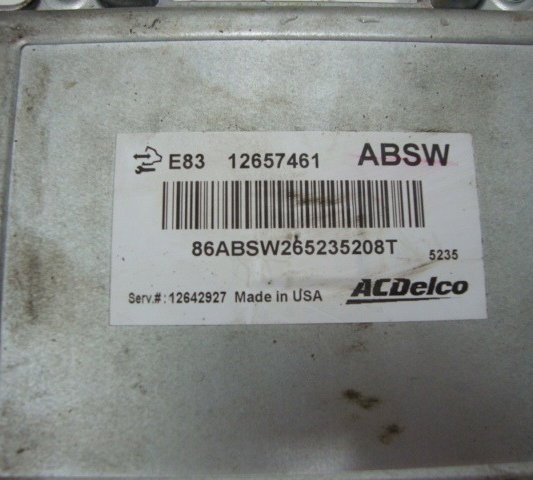 E83 12657461 ABSW
86ABSW265235208T
5235
Serv.#:12642927 Made in USA ACDelco